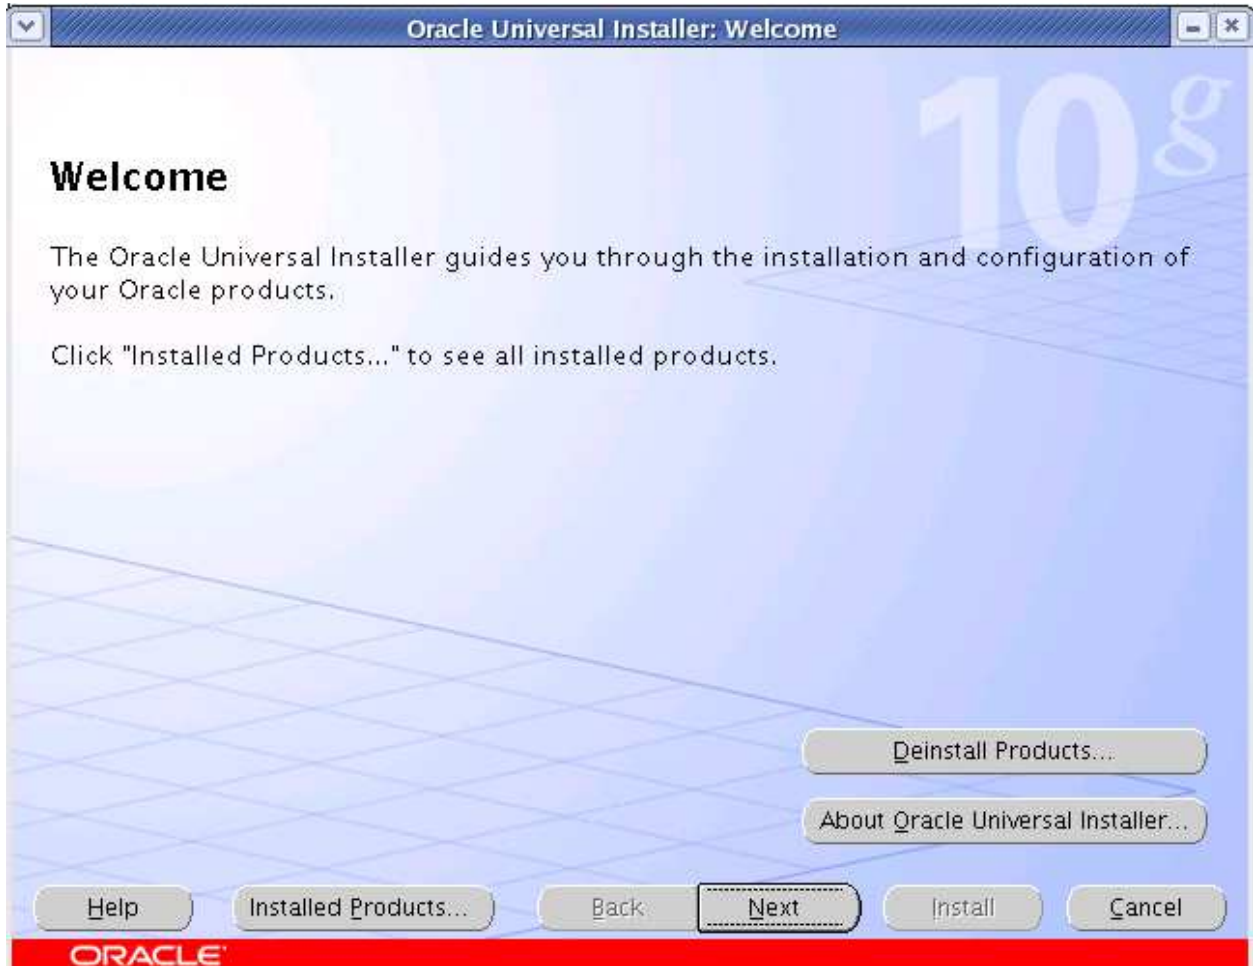 Oracle Universal Installer: Welcome
10g
Welcome
The Oracle Universal Installer guides you through the installation and configuration of
your Oracle products.
Click "Installed Products..." to see all installed products.
Deinstall Products...
About Oracle Universal Installer...
Help Installed Products... Back Next Install Cancel
ORACLE